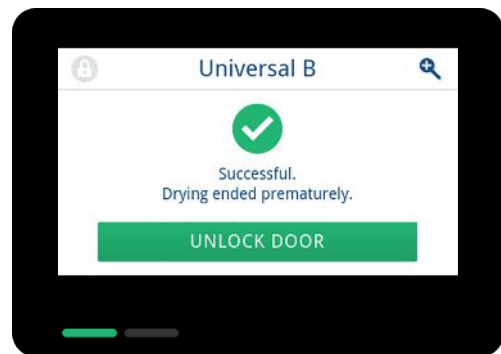 Universal B
Successful.
Drying ended prematurely.
UNLOCK DOOR